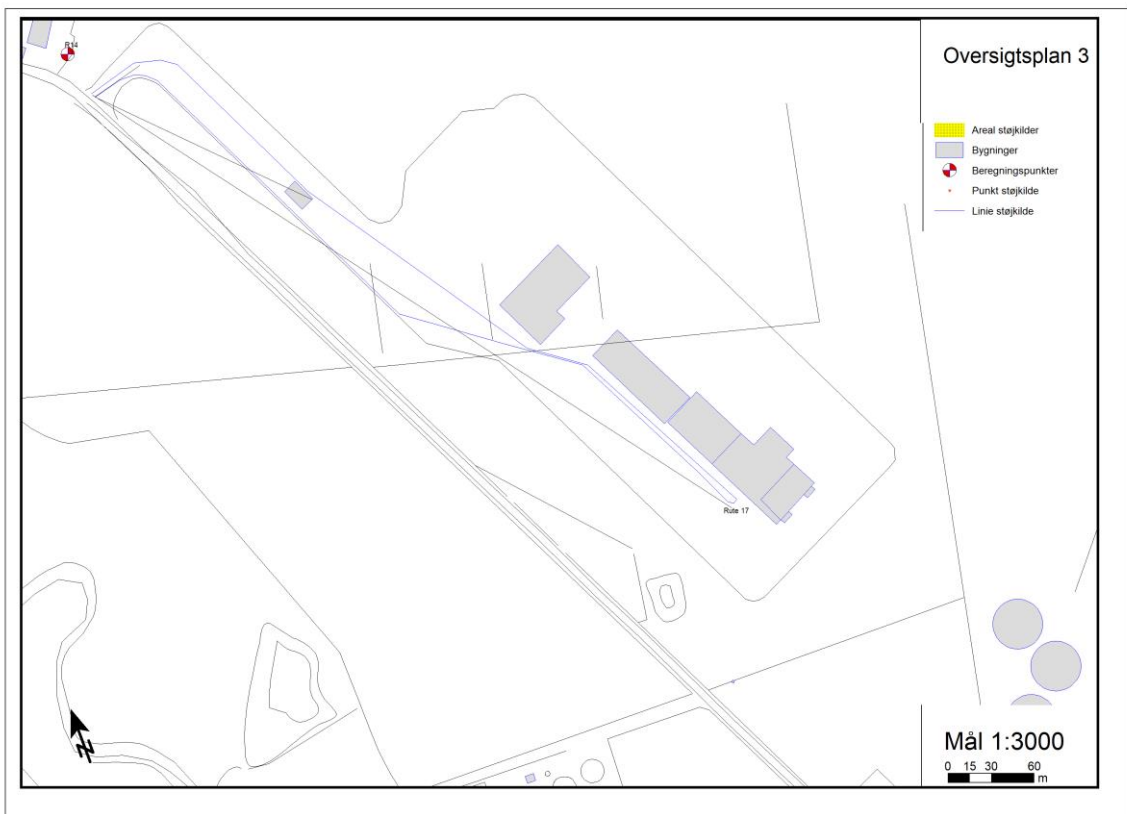 R14
Oversigtsplan 3
Areal støjkilder
Bygninger
Beregningspunkter
Punkt støjkilde
Linie støjkilde
Rute 17
N
Mål 1:3000
0 15 30 60
m